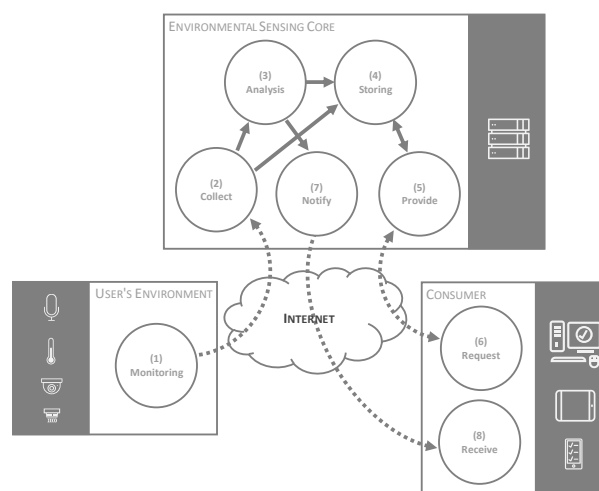 ENVIRONMENTAL SENSING CORE
(3)
Analysis
(4)
Storing
(2)
Collect
(7)
Notify
(5)
Provide
USER'S ENVIRONMENT
(1)
Monitoring
INTERNET
CONSUMER
(6)
Request
(8)
Receive